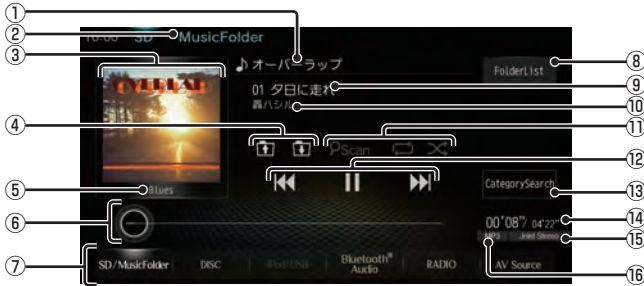 ①
②
③
④
⑤
⑥
⑦
10:00 SD MusicFolder
♪オーバーラップ
FolderList
01 夕日に走れ
轟ハシル
OVERLAP
Scan
Blues
CategorySearch
00'08"/ 04'22"
MP3 Joint Stereo
SD/MusicFolder DISC iPod/USB Bluetooth® Audio RADIO AV Source
⑧
⑨
⑩
⑪
⑫
⑬
⑭
⑮
⑯